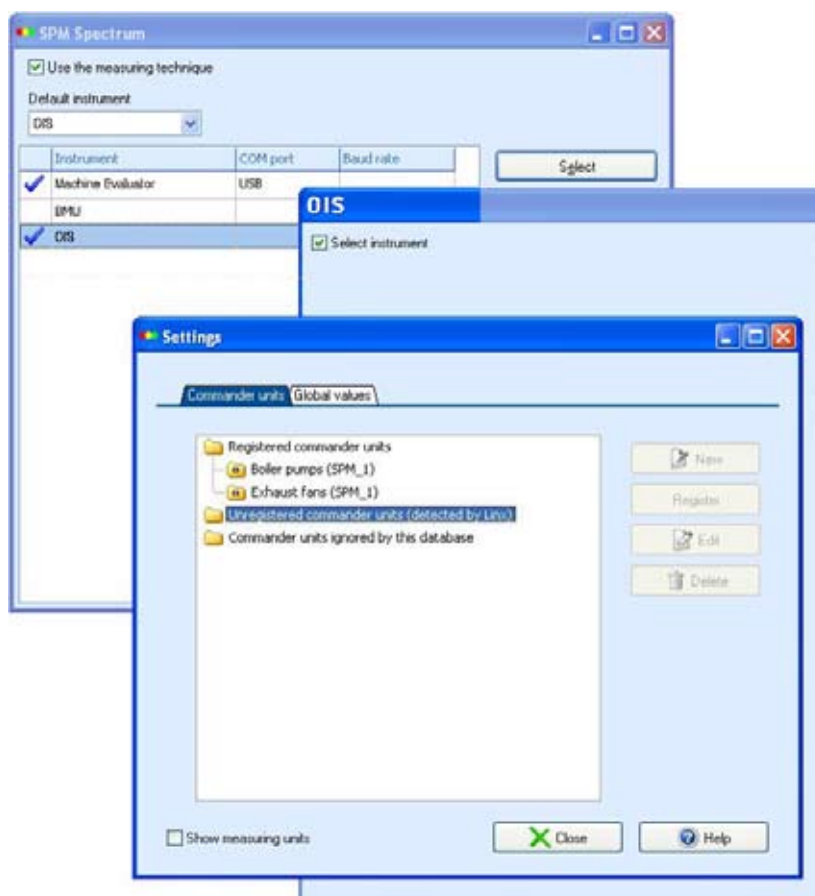 SPM Spectrum
Use the measuring technique
Default instrument
OIS
Instrument COM port Baud rate
Select
Machine Evaluator USB
BMU
OIS
OIS
Select instrument
Settings
Commander units Global values
Registered commander units
Boiler pumps (SPM_1)
Exhaust fans (SPM_1)
Unregistered commander units (detected by Linx)
Commander units ignored by this database
New
Register
Edit
Delete
Show measuring units
Close
Help